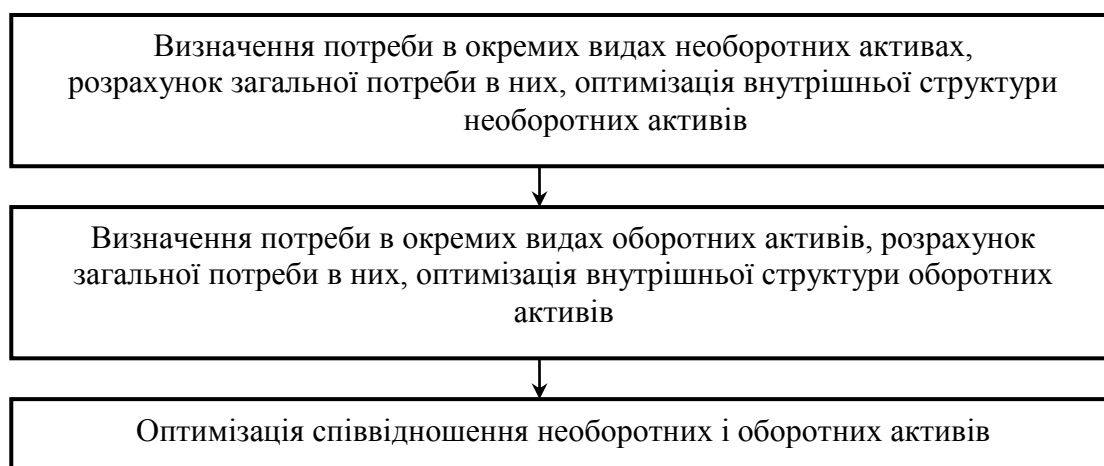 Визначення потреби в окремих видах необоротних активах,
розрахунок загальної потреби в них, оптимізація внутрішньої структури
необоротних активів
Визначення потреби в окремих видах оборотних активів, розрахунок
загальної потреби в них, оптимізація внутрішньої структури оборотних
активів
Оптимізація співвідношення необоротних і оборотних активів